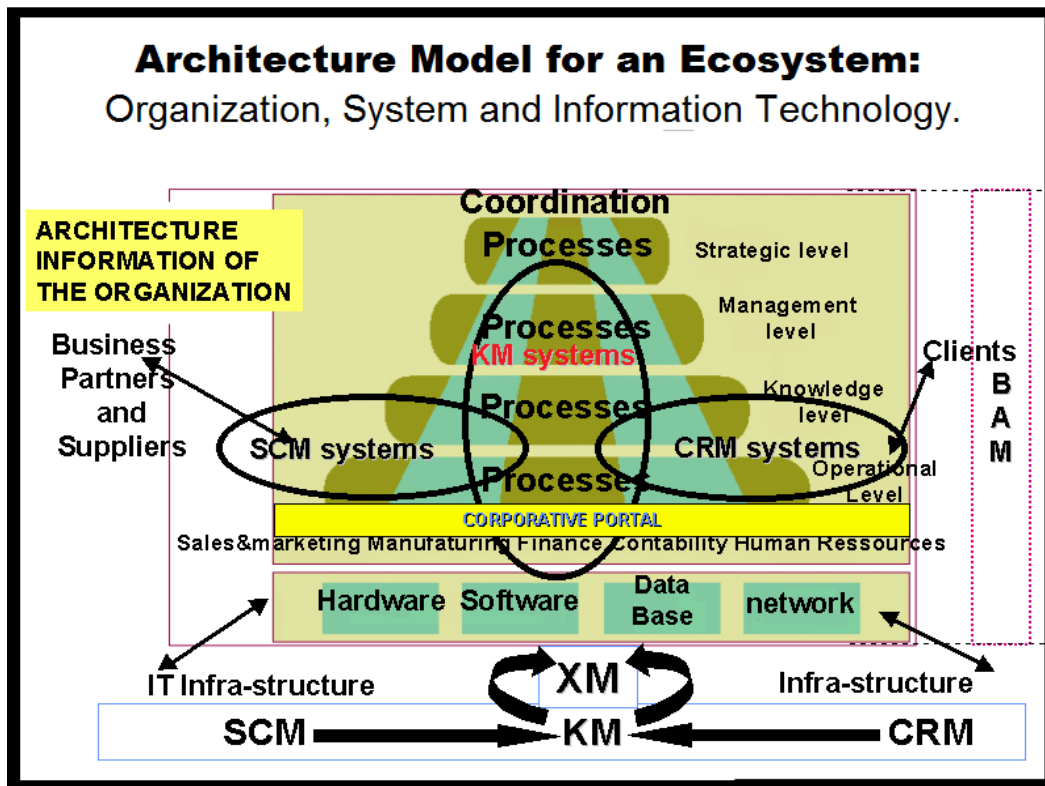 Architecture Model for an Ecosystem:
Organization, System and Information Technology.
ARCHITECTURE
INFORMATION OF
THE ORGANIZATION
Coordination
Processes
Strategic level
Processes
KM systems
Management
level
Business
Partners
and
Suppliers
Clients
B
A
M
Processes
Knowledge
level
SCM systems
CRM systems
Processes
Operational
Level
CORPORATIVE PORTAL
Sales&marketing Manufaturing Finance Contability Human Ressources
Hardware
Software
Data
Base
network
IT Infra-structure
Infra-structure
XM
SCM
KM
CRM